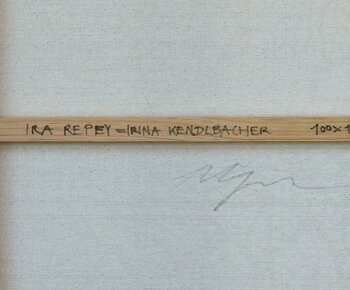 IRA REPEY = IRINA KENDLBACHER 100x1